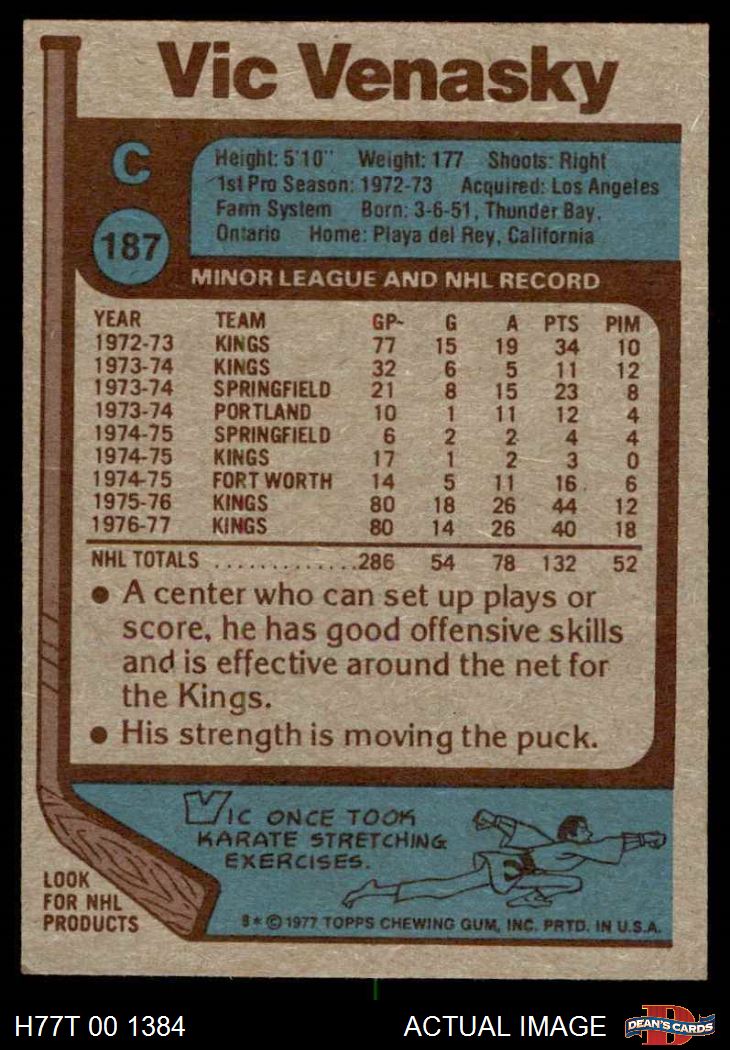 Vic Venasky
C
187
Height: 5'10" Weight: 177 Shoots: Right
1st Pro Season: 1972-73 Acquired: Los Angeles
Farm System Born: 3-6-51, Thunder Bay,
Ontario Home: Playa del Rey, California
MINOR LEAGUE AND NHL RECORD
YEAR TEAM GP G A PTS PIM
1972-73 KINGS 77 15 19 34 10
1973-74 KINGS 32 6 5 11 12
1973-74 SPRINGFIELD 21 8 15 23 8
1973-74 PORTLAND 10 1 11 12 4
1974-75 SPRINGFIELD 6 2 2 4 4
1974-75 KINGS 17 1 2 3 0
1974-75 FORT WORTH 14 5 11 16 6
1975-76 KINGS 80 18 26 44 12
1976-77 KINGS 80 14 26 40 18
NHL TOTALS .............286 54 78 132 52
● A center who can set up plays or
score, he has good offensive skills
and is effective around the net for
the Kings.
● His strength is moving the puck.
VIC ONCE TOOK
KARATE STRETCHING
EXERCISES.
LOOK
FOR NHL
PRODUCTS
8* © 1977 TOPPS CHEWING GUM, INC. PRTD. IN U.S.A.
H77T 00 1384 ACTUAL IMAGE
D
DEAN'S CARDS